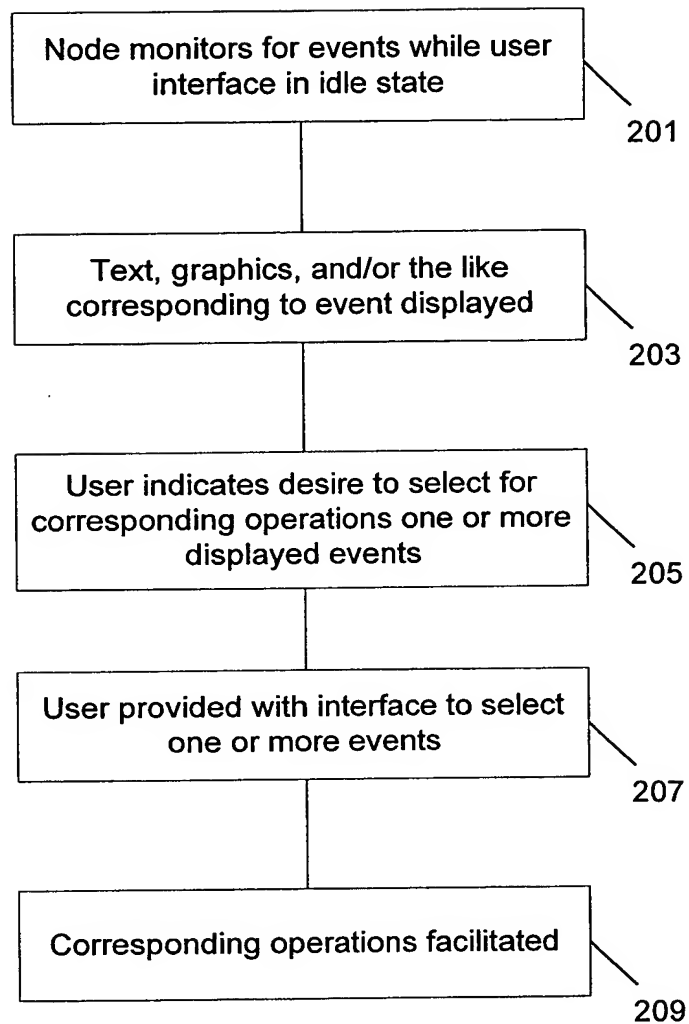 Node monitors for events while user
interface in idle state
201
Text, graphics, and/or the like
corresponding to event displayed
203
User indicates desire to select for
corresponding operations one or more
displayed events
205
User provided with interface to select
one or more events
207
Corresponding operations facilitated
209